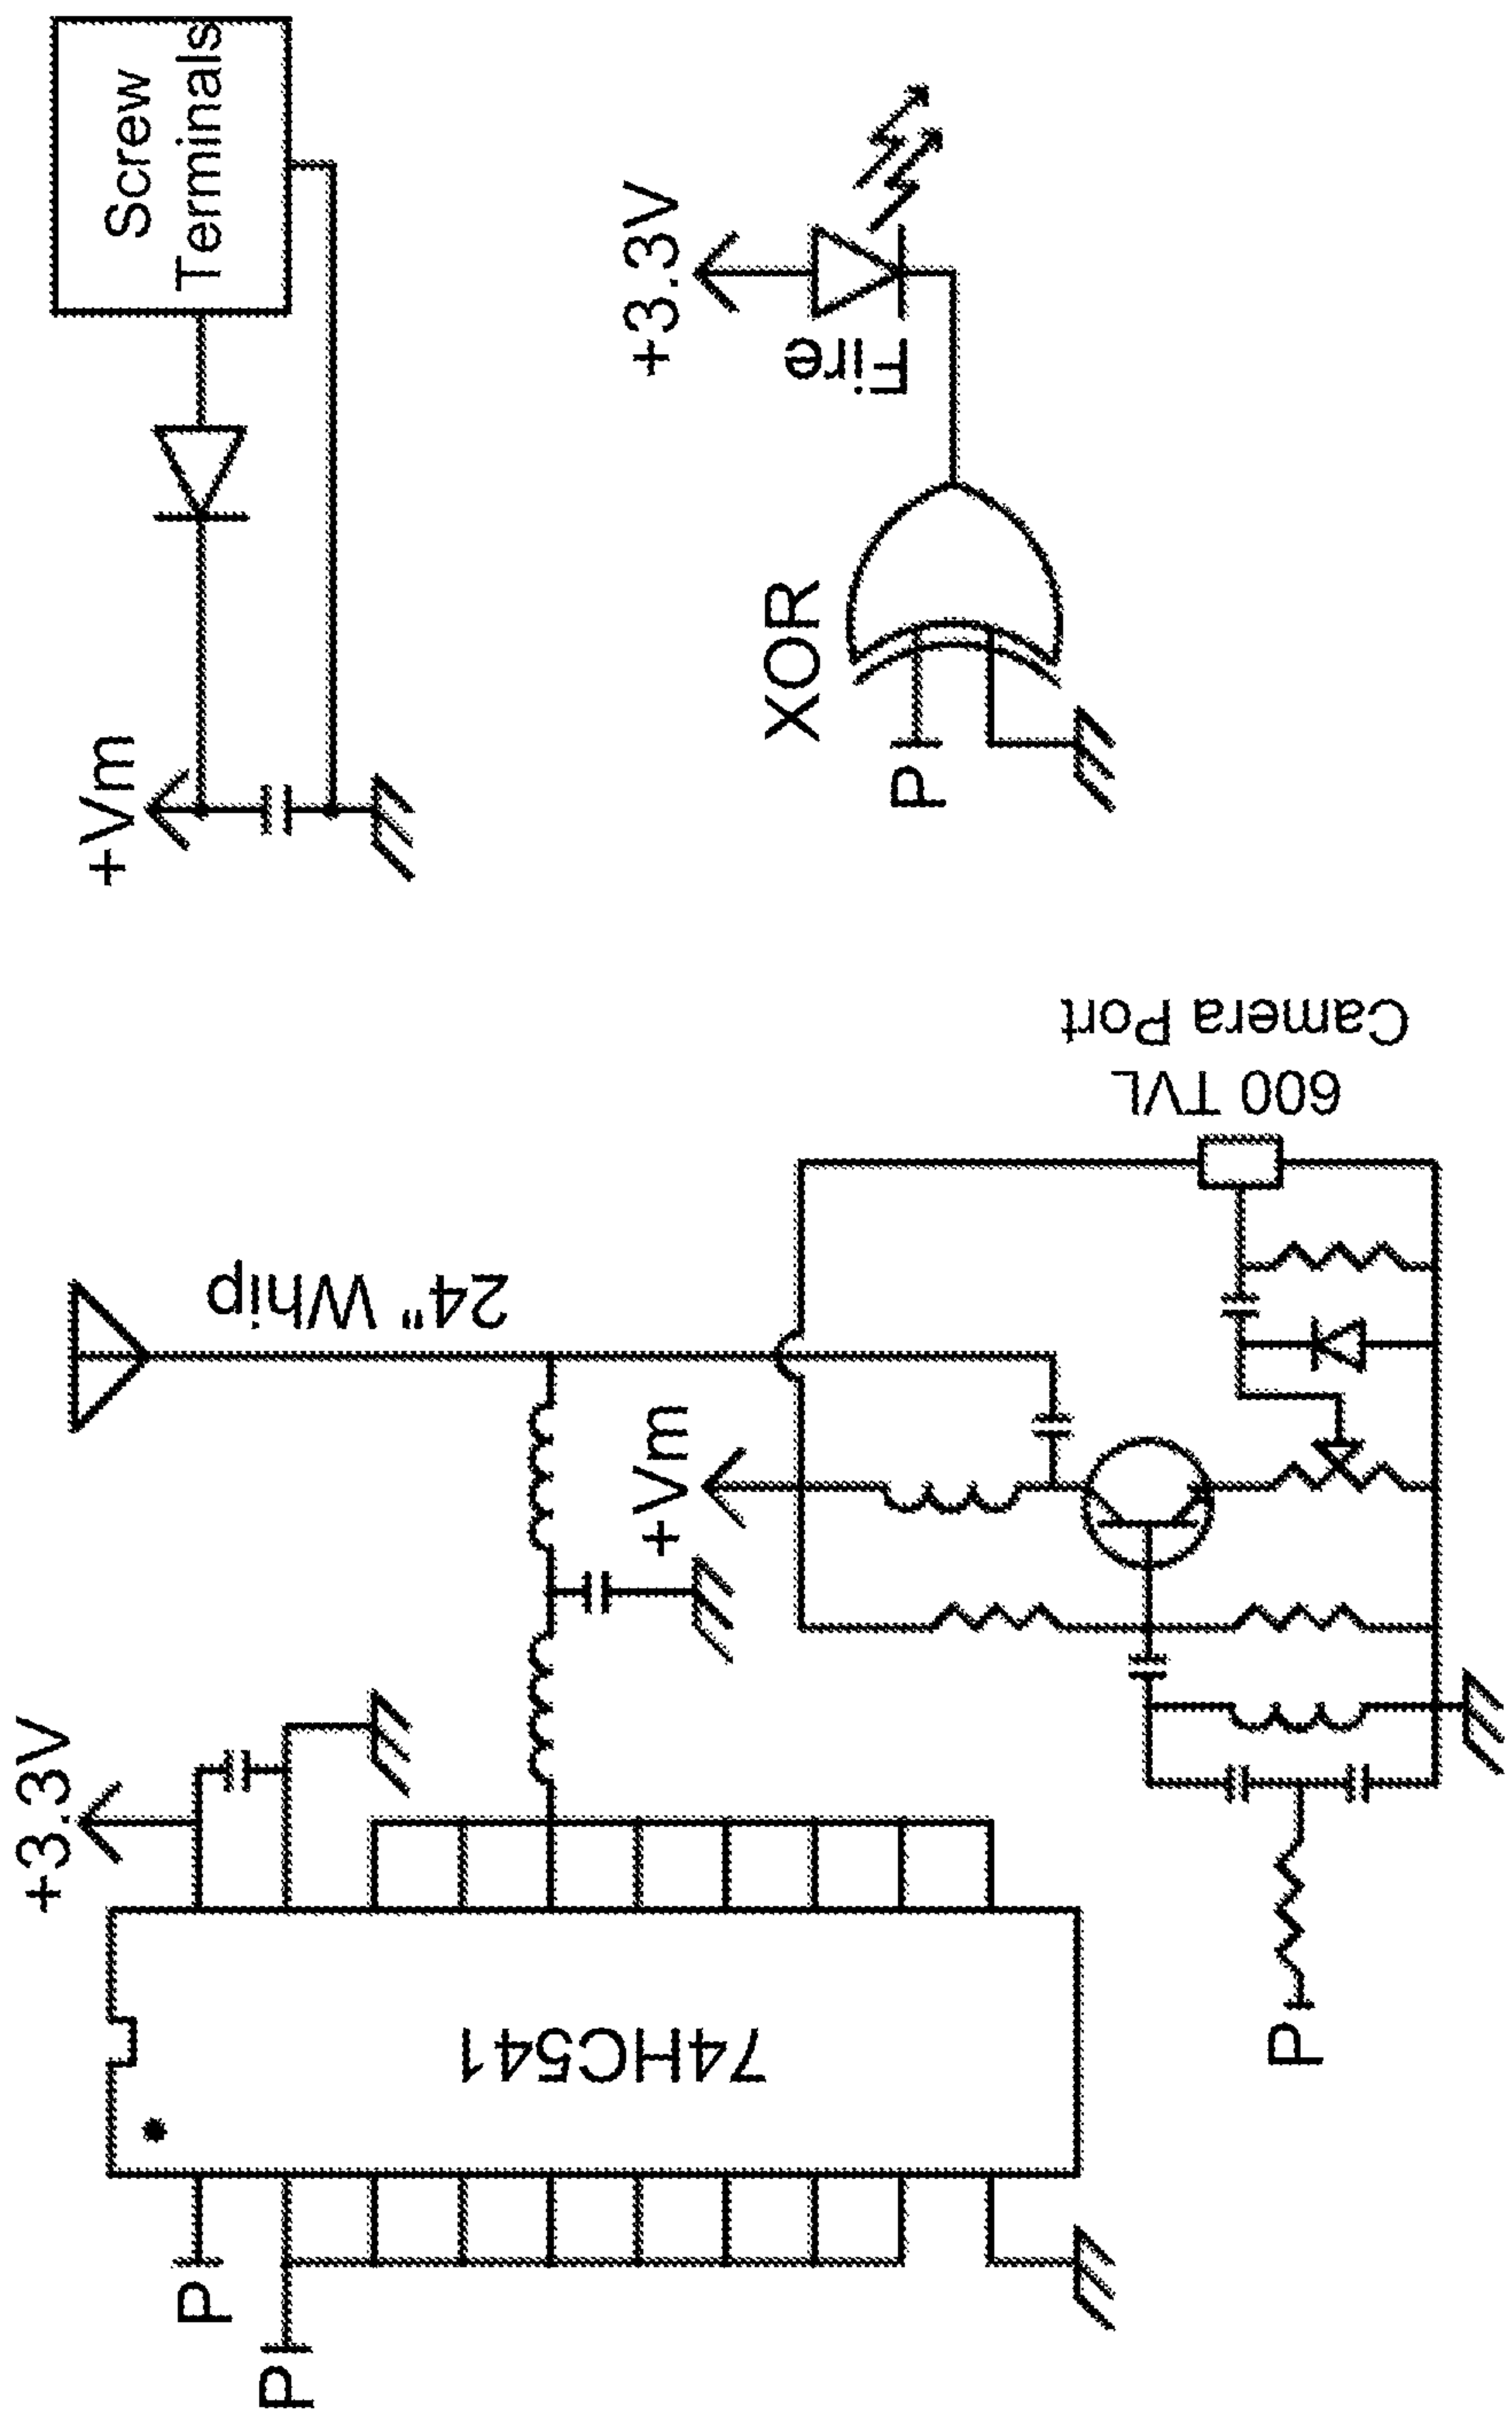 Screw
Terminals
+Vm
+3.3V
Fire
XOR
P
600 TVL
Camera Port
24" Whip
+Vm
+3.3V
74HC541
P
P
P